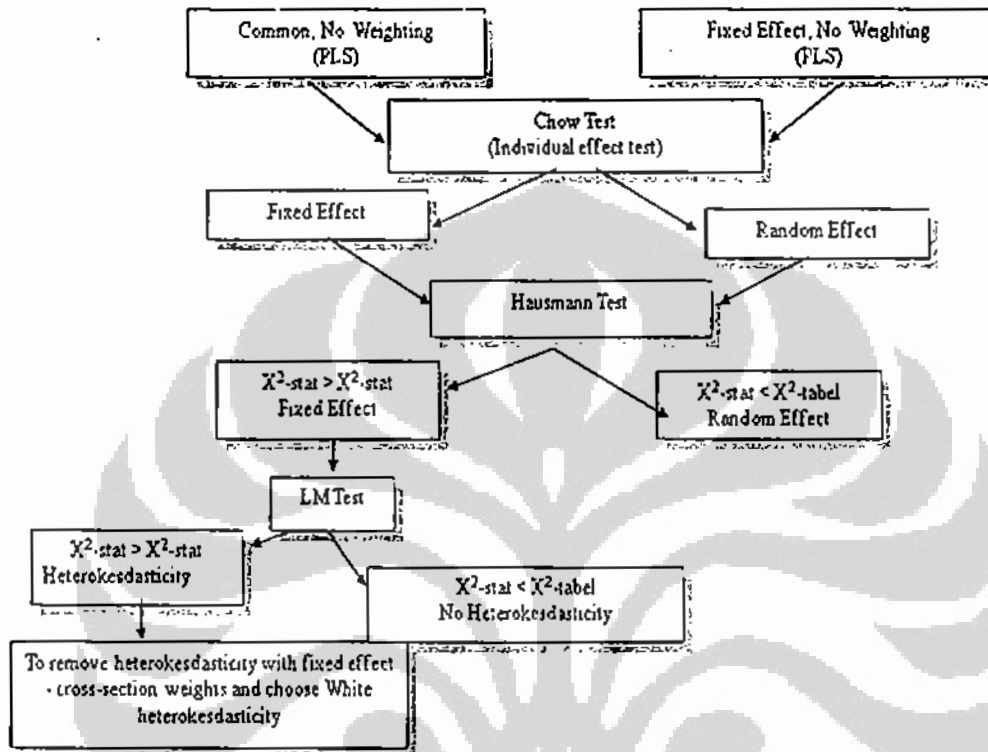 Common, No Weighting
(PLS)
Fixed Effect, No Weighting
(PLS)
Chow Test
(Individual effect test)
Fixed Effect
Random Effect
Hausmann Test
X²-stat > X²-stat
Fixed Effect
X²-stat < X²-tabel
Random Effect
LM Test
X²-stat > X²-stat
Heterokesdasticity
X²-stat < X²-tabel
No Heterokesdasticity
To remove heterokesdasticity with fixed effect
- cross-section weights and choose White
heterokesdasticity